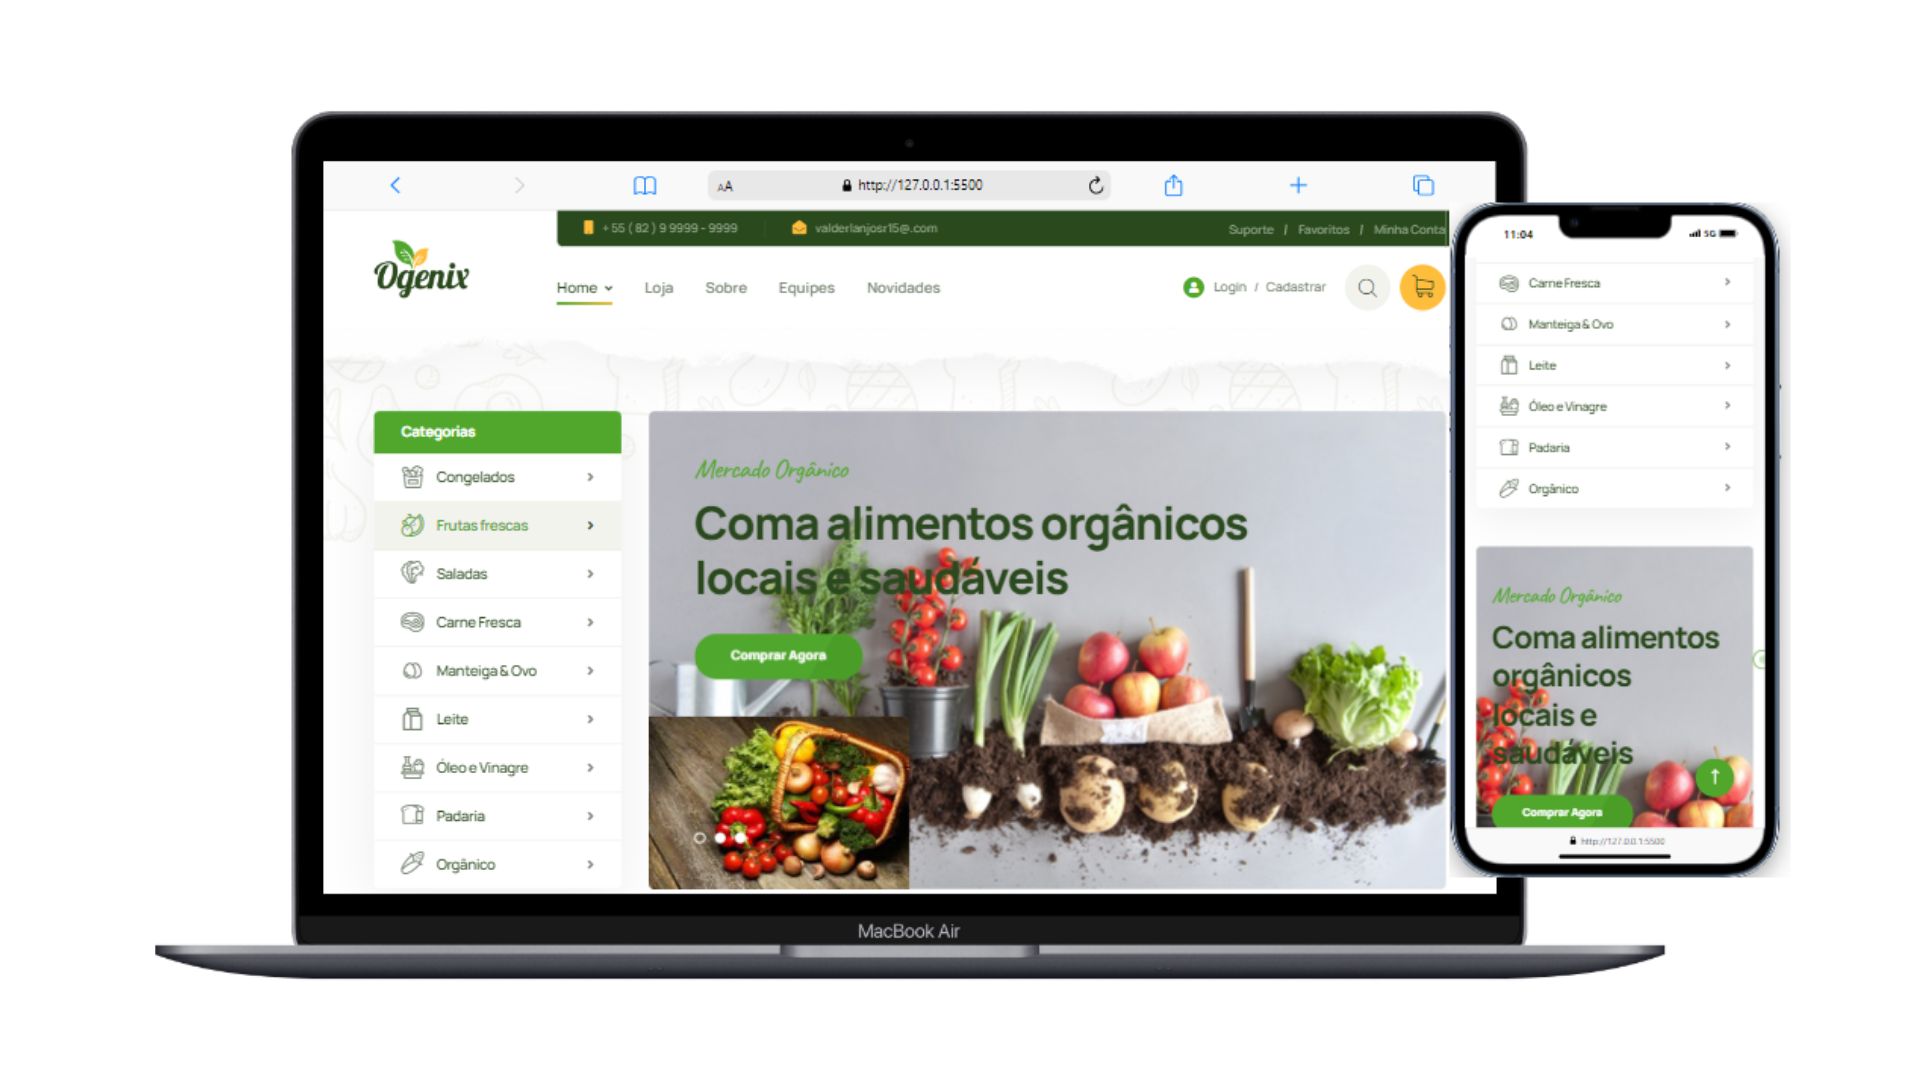 AA
http://127.0.0.1:5500
+ 55 ( 82 ) 9 9999 - 9999
valderlanjosr15@.com
Suporte / Favoritos / Minha Conta
Ogenix
Home Loja Sobre Equipes Novidades
Login / Cadastrar
Categorias
Congelados
Frutas frescas
Saladas
Carne Fresca
Manteiga & Ovo
Leite
Óleo e Vinagre
Padaria
Orgânico
Mercado Orgânico
Coma alimentos orgânicos
locais e saudáveis
Comprar Agora
MacBook Air
11:04
5G
Carne Fresca
Manteiga & Ovo
Leite
Óleo e Vinagre
Padaria
Orgânico
Mercado Orgânico
Coma alimentos
orgânicos
locais e
saudáveis
Comprar Agora
http://127.0.0.1:5500